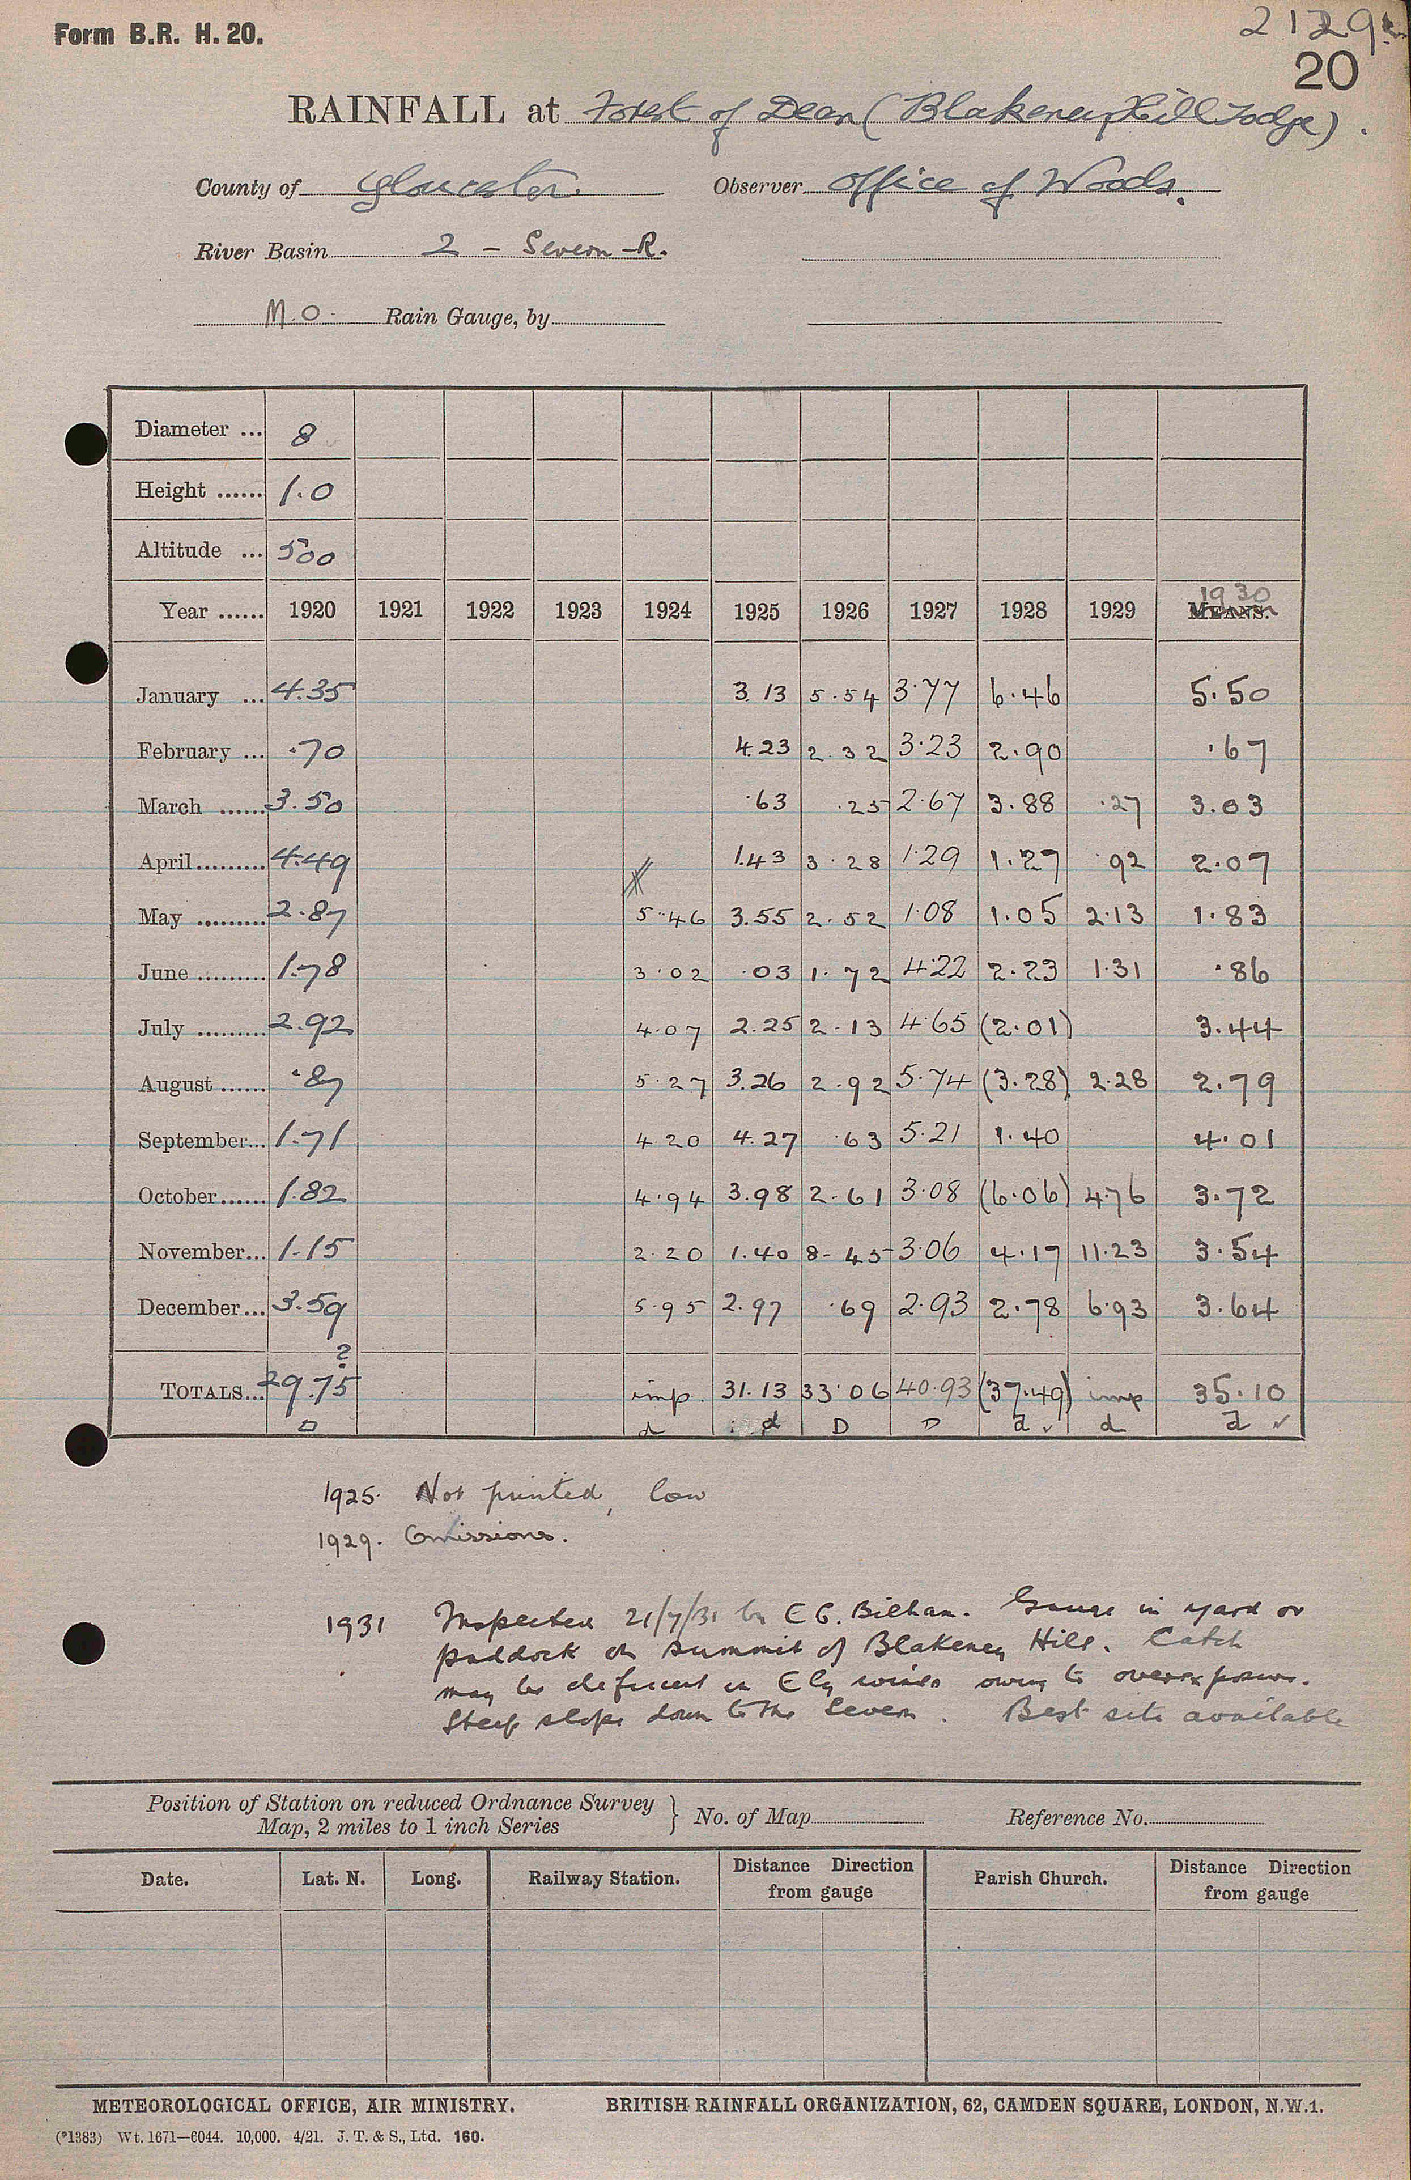 Form B.R. H. 20.
20
RAINFALL at Forest of Dean (Blakeney Hill Lodge).
County of Gloucester. Observer Office of Woods.
River Basin 2 - Severn R.
M.O. Rain Gauge, by
Diameter ... 8
Height ...... 1.0
Altitude ... 500
1930
Year ...... 1920 1921 1922 1923 1924 1925 1926 1927 1928 1929 MEANS.
January ... 4.35 3.13 5.54 3.77 6.46 5.50
February ... .70 4.23 2.32 3.23 2.90 .67
March ...... 3.50 .63 .25 2.67 3.88 .27 3.03
April ......... 4.49 1.43 3.28 1.29 1.27 .92 2.07
May ......... 2.87 5.46 3.55 2.52 1.08 1.05 2.13 1.83
June ......... 1.78 3.02 .03 1.72 4.22 2.23 1.31 .86
July ......... 2.92 4.07 2.25 2.13 4.65 (2.01) 3.44
August ...... .87 5.27 3.26 2.92 5.74 (3.28) 2.28 2.79
September... 1.71 4.20 4.27 .63 5.21 1.40 4.01
October ...... 1.82 4.94 3.98 2.61 3.08 (6.06) 4.76 3.72
November... 1.15 2.20 1.40 8.45 3.06 4.17 11.23 3.54
December ... 3.59 5.95 2.97 .69 2.93 2.78 6.93 3.64
?
TOTALS... 29.75 imp. 31.13 33.06 40.93 (37.49) imp 35.10
D d d D D d ✓ d d ✓
1925. Not printed, low
1929. Omissions.
1931 Inspected 21/7/31 by E G. Bilham. Gauge in yard or
paddock on summit of Blakeney Hill. Catch
may be deficient in Ely winds owing to overexposure.
Steep slope down to the Severn. Best site available
Position of Station on reduced Ordnance Survey
Map, 2 miles to 1 inch Series } No. of Map Reference No.
Date. Lat. N. Long. Railway Station. Distance Direction from gauge Parish Church. Distance Direction from gauge
METEOROLOGICAL OFFICE, AIR MINISTRY. BRITISH RAINFALL ORGANIZATION, 62, CAMDEN SQUARE, LONDON, N.W.1.
(*1383) Wt. 1671—6044. 10,000. 4/21. J. T. & S., Ltd. 160.